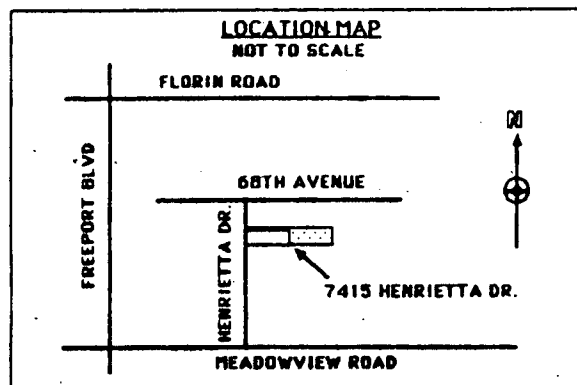 LOCATION MAP
NOT TO SCALE
FLORIN ROAD
N
FREEPORT BLVD
68TH AVENUE
HENRIETTA DR.
7415 HENRIETTA DR.
MEADOWVIEW ROAD